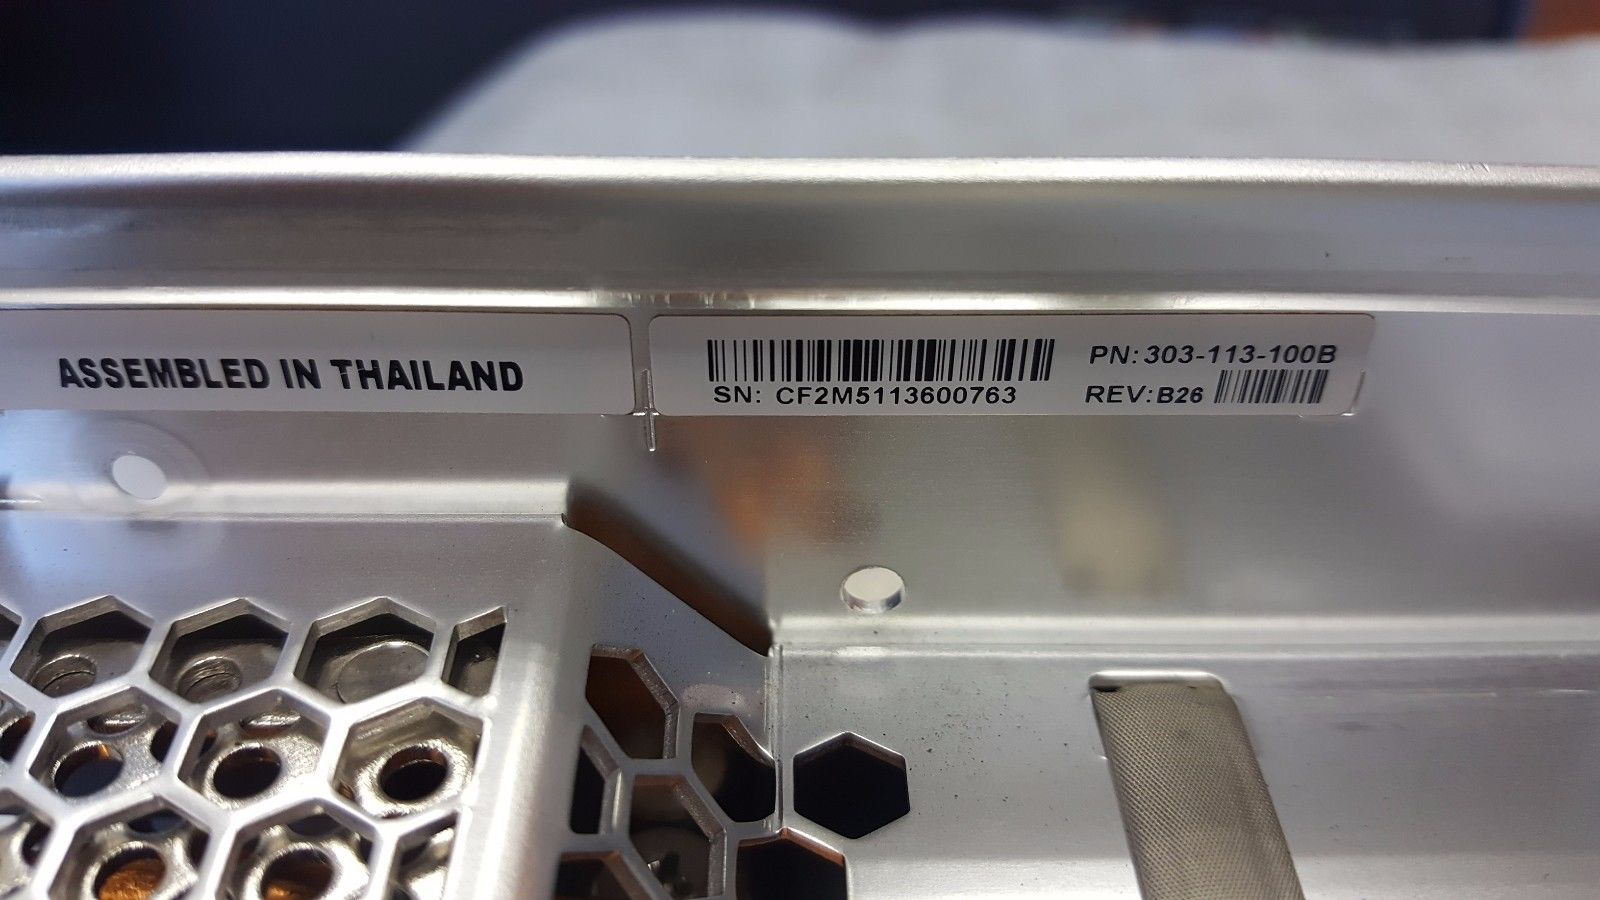 ASSEMBLED IN THAILAND
SN: CF2M5113600763
PN: 303-113-100B
REV: B26